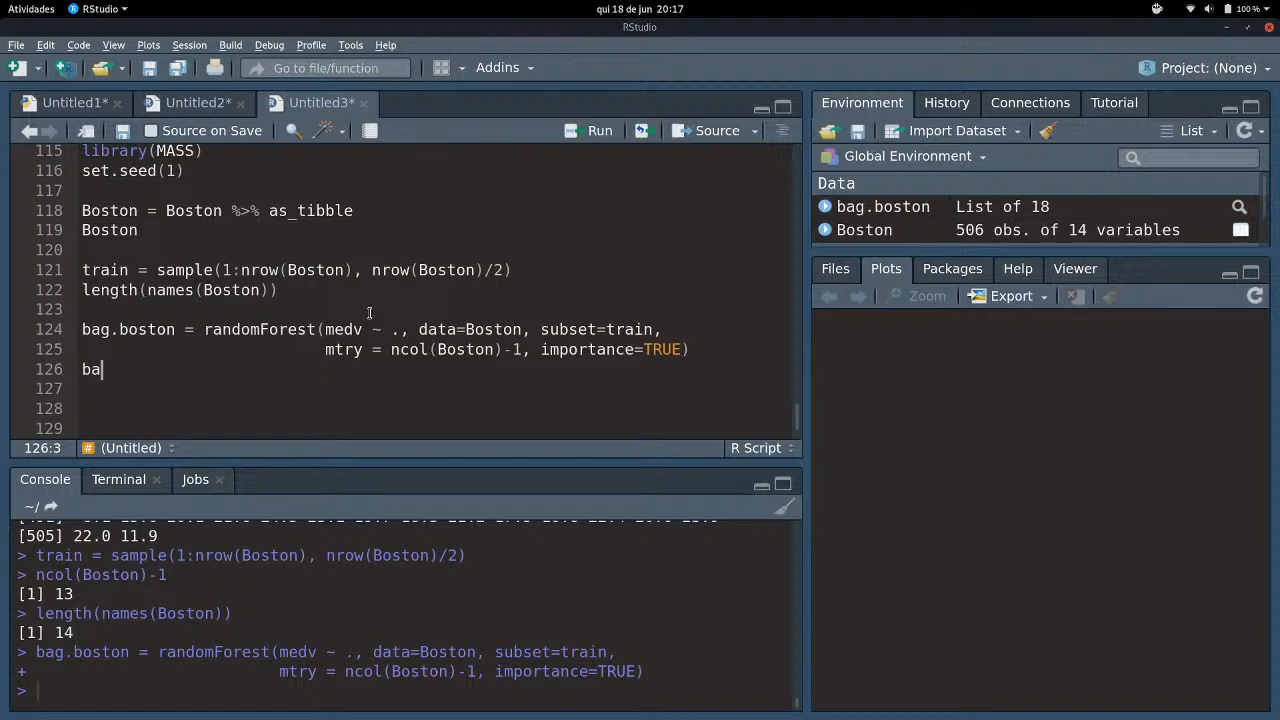 Atividades RStudio qui 18 de jun 20:17 100 %
RStudio
File Edit Code View Plots Session Build Debug Profile Tools Help
Go to file/function Addins Project: (None)
Untitled1* Untitled2* Untitled3*
Source on Save Run Source
115 library(MASS)
116 set.seed(1)
117
118 Boston = Boston %>% as_tibble
119 Boston
120
121 train = sample(1:nrow(Boston), nrow(Boston)/2)
122 length(names(Boston))
123
124 bag.boston = randomForest(medv ~ ., data=Boston, subset=train,
125 mtry = ncol(Boston)-1, importance=TRUE)
126 ba
127
128
129
126:3 (Untitled) R Script
Console Terminal Jobs
~/
[505] 22.0 11.9
> train = sample(1:nrow(Boston), nrow(Boston)/2)
> ncol(Boston)-1
[1] 13
> length(names(Boston))
[1] 14
> bag.boston = randomForest(medv ~ ., data=Boston, subset=train,
+ mtry = ncol(Boston)-1, importance=TRUE)
>
Environment History Connections Tutorial
Import Dataset List
Global Environment
Data
bag.boston List of 18
Boston 506 obs. of 14 variables
Files Plots Packages Help Viewer
Zoom Export